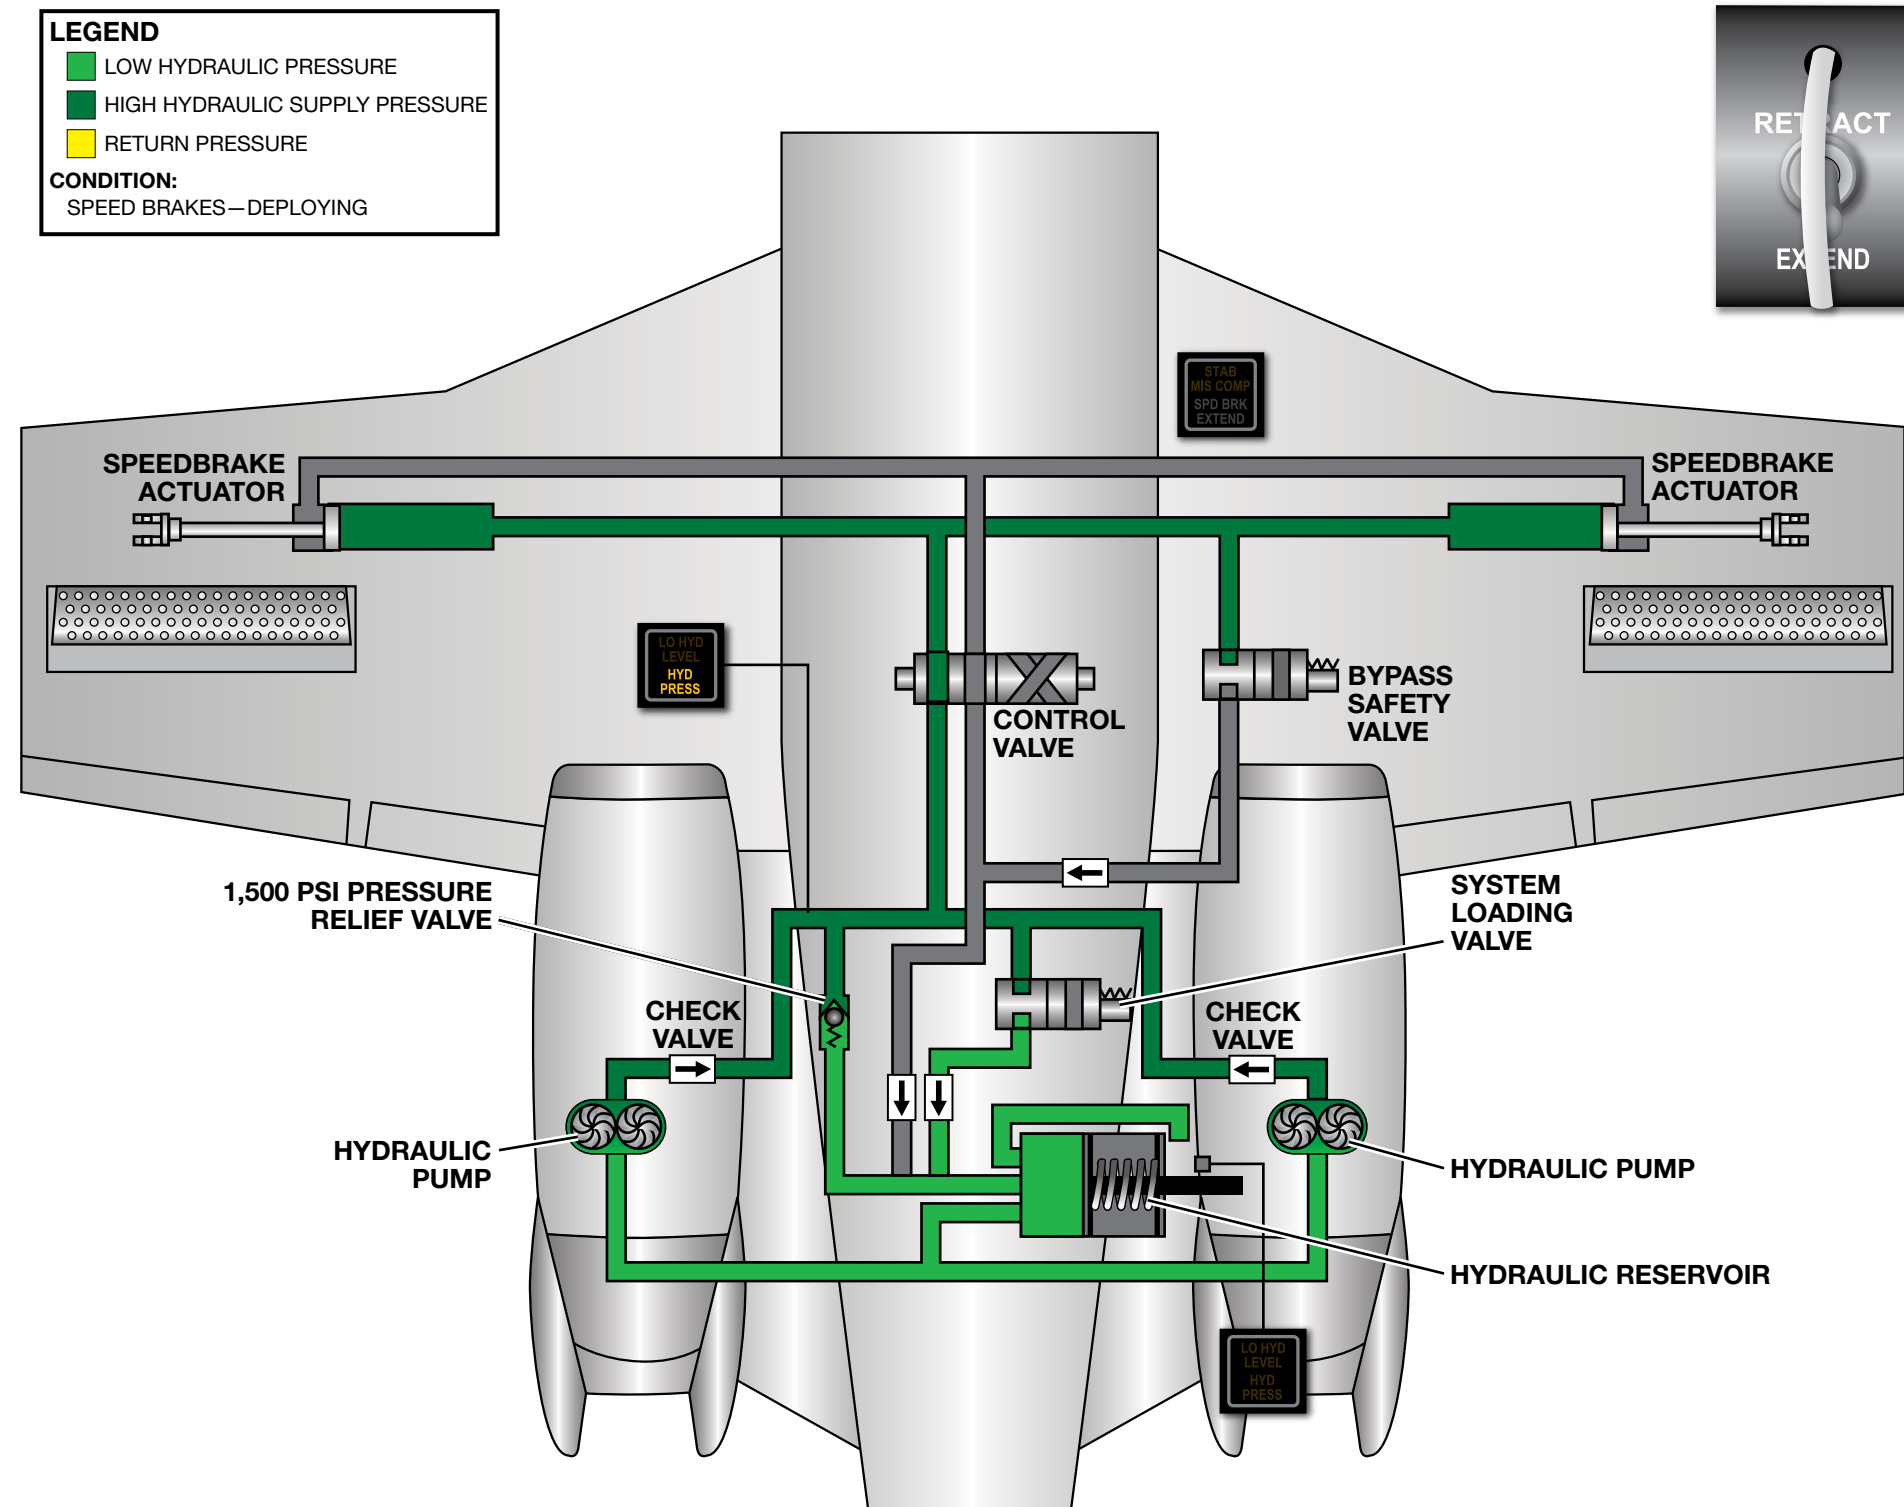 LEGEND
LOW HYDRAULIC PRESSURE
HIGH HYDRAULIC SUPPLY PRESSURE
RETURN PRESSURE
CONDITION:
SPEED BRAKES—DEPLOYING
RETRACT
EXTEND
STAB
MIS COMP
SPD BRK
EXTEND
SPEEDBRAKE
ACTUATOR
SPEEDBRAKE
ACTUATOR
LO HYD
LEVEL
HYD
PRESS
CONTROL
VALVE
BYPASS
SAFETY
VALVE
1,500 PSI PRESSURE
RELIEF VALVE
SYSTEM
LOADING
VALVE
CHECK
VALVE
CHECK
VALVE
HYDRAULIC
PUMP
HYDRAULIC PUMP
HYDRAULIC RESERVOIR
LO HYD
LEVEL
HYD
PRESS